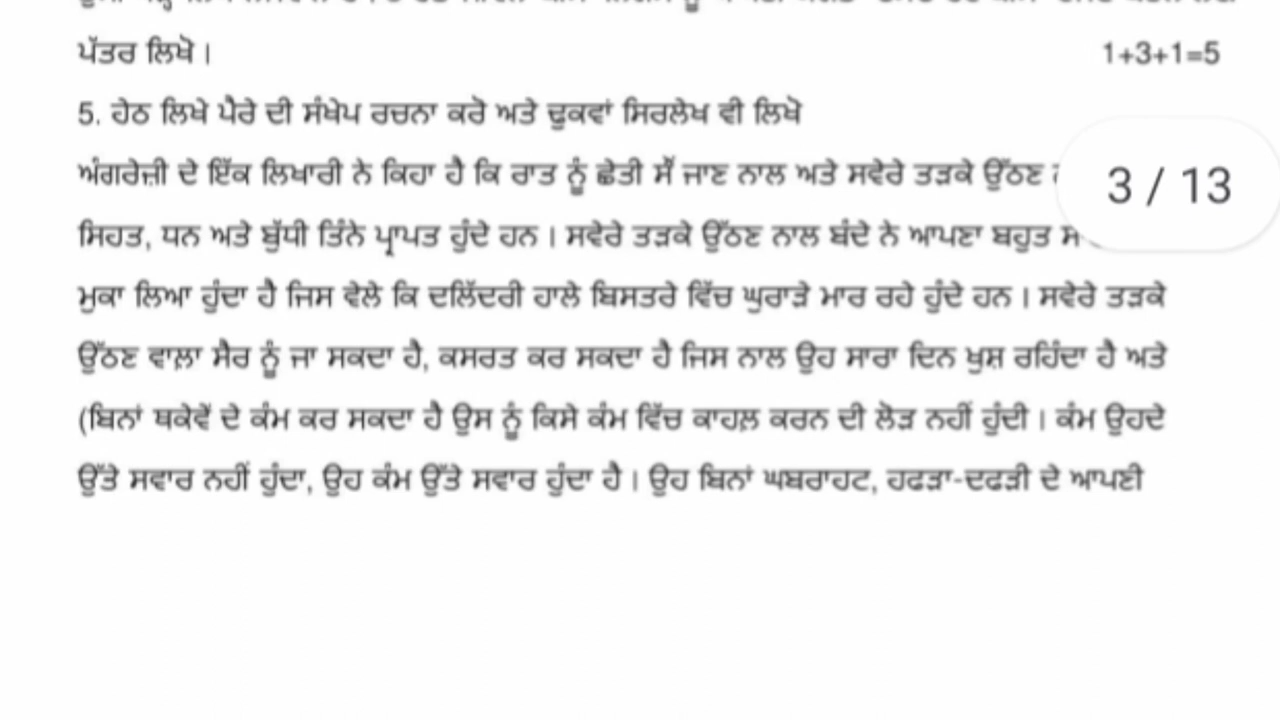 ਪੱਤਰ ਲਿਖੋ। 1+3+1=5
5. ਹੇਠ ਲਿਖੇ ਪੈਰੇ ਦੀ ਸੰਖੇਪ ਰਚਨਾ ਕਰੋ ਅਤੇ ਢੁਕਵਾਂ ਸਿਰਲੇਖ ਵੀ ਲਿਖੋ
ਅੰਗਰੇਜ਼ੀ ਦੇ ਇੱਕ ਲਿਖਾਰੀ ਨੇ ਕਿਹਾ ਹੈ ਕਿ ਰਾਤ ਨੂੰ ਛੇਤੀ ਸੌਂ ਜਾਣ ਨਾਲ ਅਤੇ ਸਵੇਰੇ ਤੜਕੇ ਉੱਠਣ
3 / 13
ਸਿਹਤ, ਧਨ ਅਤੇ ਬੁੱਧੀ ਤਿੰਨੇ ਪ੍ਰਾਪਤ ਹੁੰਦੇ ਹਨ। ਸਵੇਰੇ ਤੜਕੇ ਉੱਠਣ ਨਾਲ ਬੰਦੇ ਨੇ ਆਪਣਾ ਬਹੁਤ
ਮੁਕਾ ਲਿਆ ਹੁੰਦਾ ਹੈ ਜਿਸ ਵੇਲੇ ਕਿ ਦਲਿੱਦਰੀ ਹਾਲੇ ਬਿਸਤਰੇ ਵਿੱਚ ਘੁਰਾੜੇ ਮਾਰ ਰਹੇ ਹੁੰਦੇ ਹਨ। ਸਵੇਰੇ ਤੜਕੇ
ਉੱਠਣ ਵਾਲਾ ਸੈਰ ਨੂੰ ਜਾ ਸਕਦਾ ਹੈ, ਕਸਰਤ ਕਰ ਸਕਦਾ ਹੈ ਜਿਸ ਨਾਲ ਉਹ ਸਾਰਾ ਦਿਨ ਖੁਸ਼ ਰਹਿੰਦਾ ਹੈ ਅਤੇ
(ਬਿਨਾਂ ਥਕੇਵੇਂ ਦੇ ਕੰਮ ਕਰ ਸਕਦਾ ਹੈ ਉਸ ਨੂੰ ਕਿਸੇ ਕੰਮ ਵਿੱਚ ਕਾਹਲ਼ ਕਰਨ ਦੀ ਲੋੜ ਨਹੀਂ ਹੁੰਦੀ। ਕੰਮ ਉਹਦੇ
ਉੱਤੇ ਸਵਾਰ ਨਹੀਂ ਹੁੰਦਾ, ਉਹ ਕੰਮ ਉੱਤੇ ਸਵਾਰ ਹੁੰਦਾ ਹੈ। ਉਹ ਬਿਨਾਂ ਘਬਰਾਹਟ, ਹਫੜਾ-ਦਫੜੀ ਦੇ ਆਪਣੀ